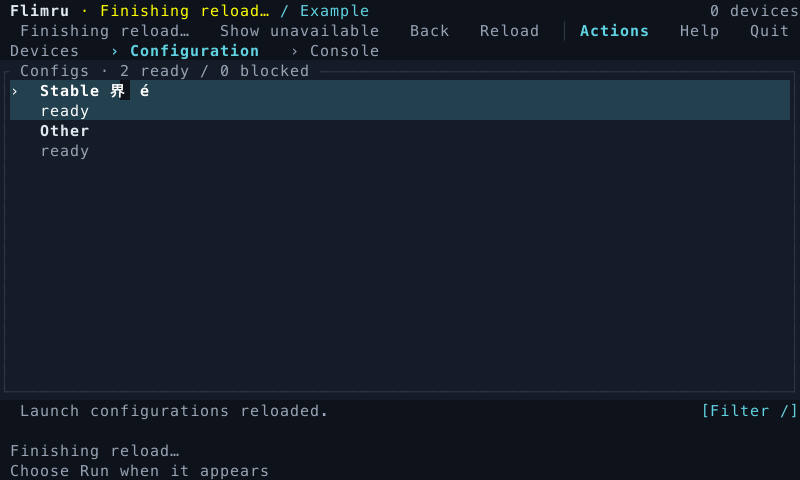 Flimru · Finishing reload… / Example 0 devices
Finishing reload… Show unavailable Back Reload │ Actions Help Quit
Devices › Configuration › Console
Configs · 2 ready / 0 blocked
› Stable 界 é
ready
Other
ready
Launch configurations reloaded. [Filter /]
Finishing reload…
Choose Run when it appears